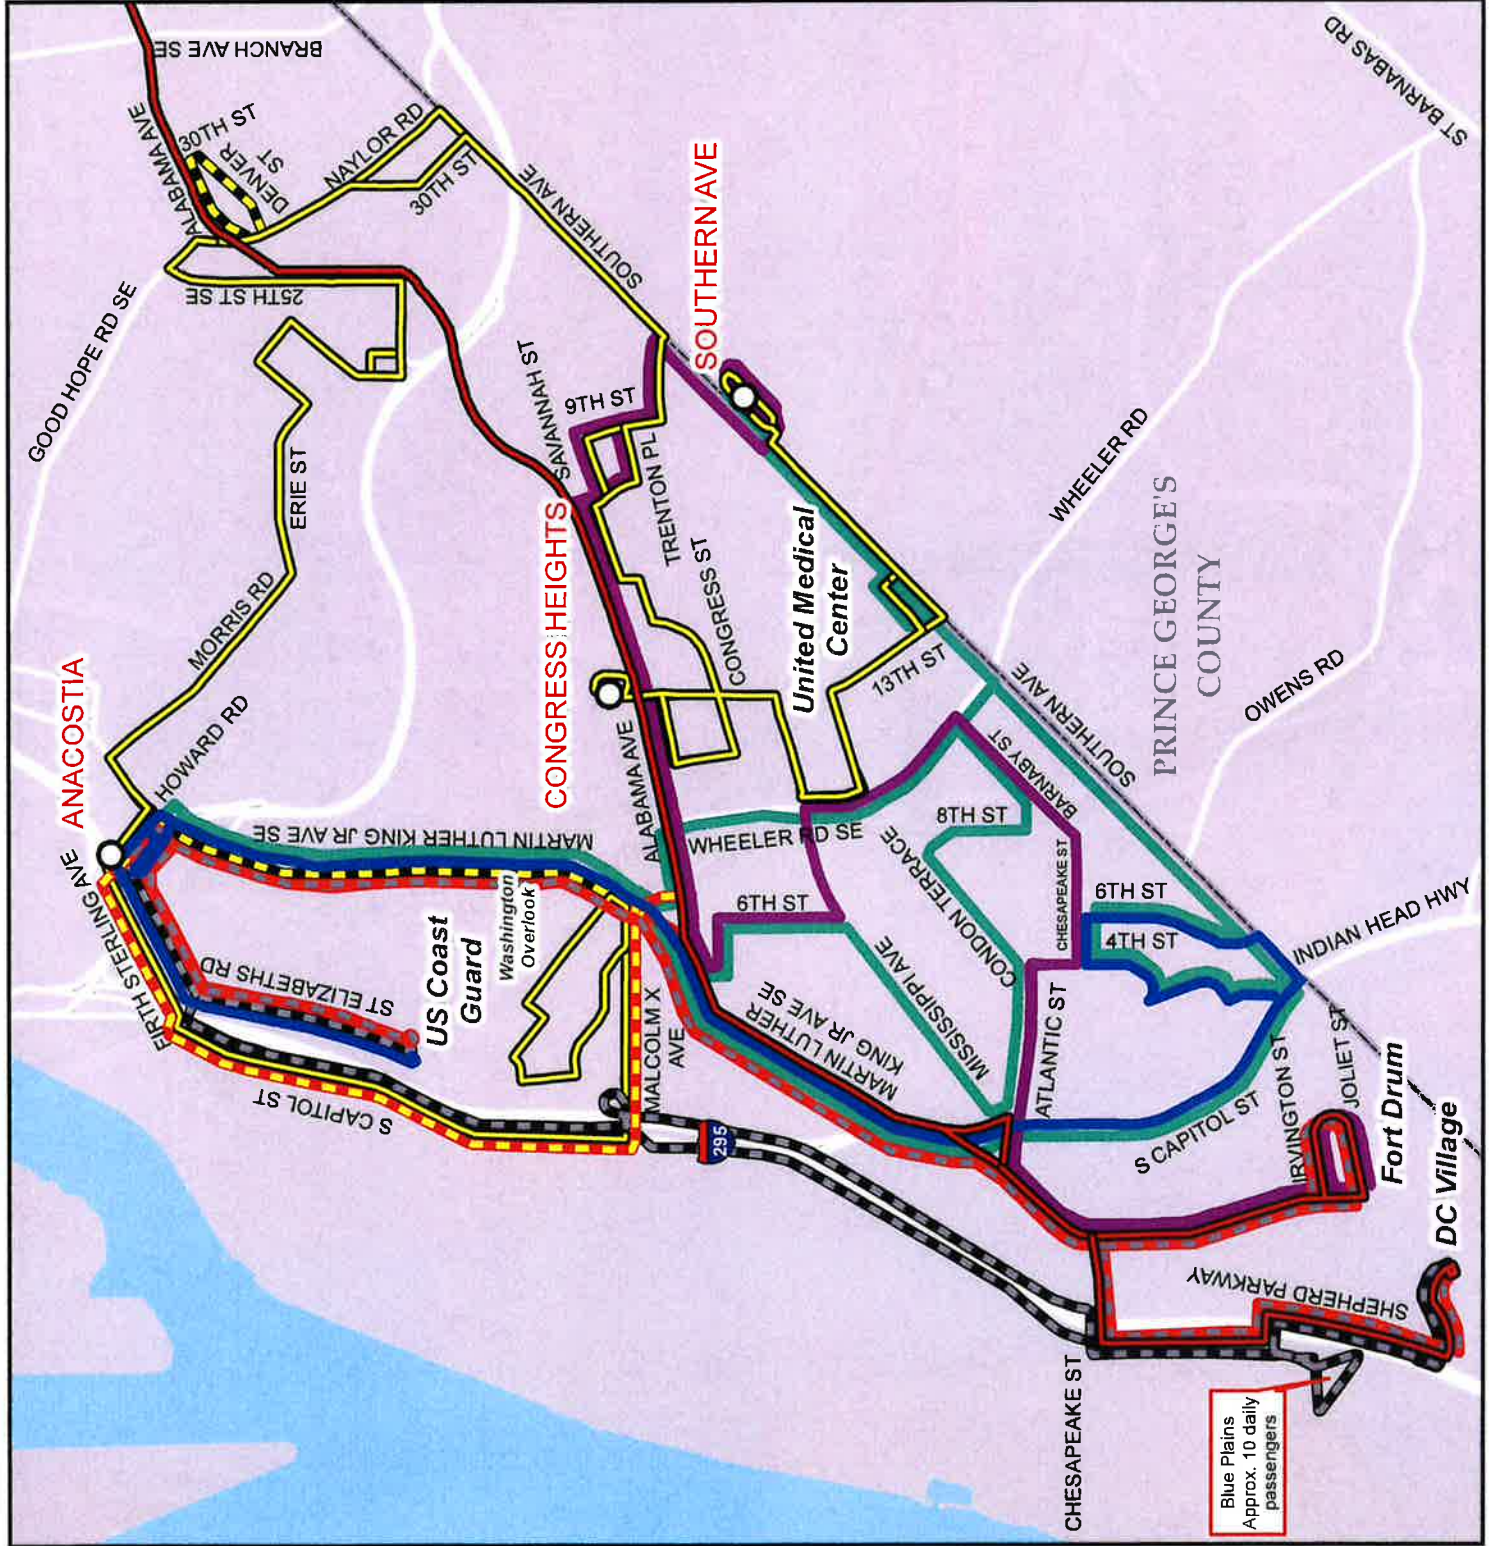 BRANCH AVE SE
ALABAMA AVE
30TH ST
DENVER
ST
NAYLOR RD
30TH ST
ALABAMA AVE
GOOD HOPE RD SE
25TH ST SE
SOUTHERN AVE
ST BARNABAS RD
SOUTHERN AVE
SAVANNAH ST
9TH ST
ERIE ST
TRENTON PL
CONGRESS ST
CONGRESS HEIGHTS
MORRIS RD
ANACOSTIA
HOWARD RD
United Medical
Center
13TH ST
WHEELER RD
PRINCE GEORGE'S
COUNTY
OWENS RD
SOUTHERN AVE
BARNABY ST
ALABAMA AVE
MARTIN LUTHER KING JR AVE SE
WHEELER RD SE
8TH ST
CONDON TERRACE
CHESAPEAKE ST
6TH ST
6TH ST
4TH ST
INDIAN HEAD HWY
FIRTH STERLING AVE
ST ELIZABETHS RD
US Coast
Guard
Washington
Overlook
MARTIN LUTHER
KING JR AVE SE
MISSISSIPPI AVE
MALCOLM X
AVE
S CAPITOL ST
295
ATLANTIC ST
S CAPITOL ST
IRVINGTON ST
JOLIET ST
Fort Drum
DC Village
SHEPHERD PARKWAY
CHESAPEAKE ST
Blue Plains
Approx. 10 daily
passengers